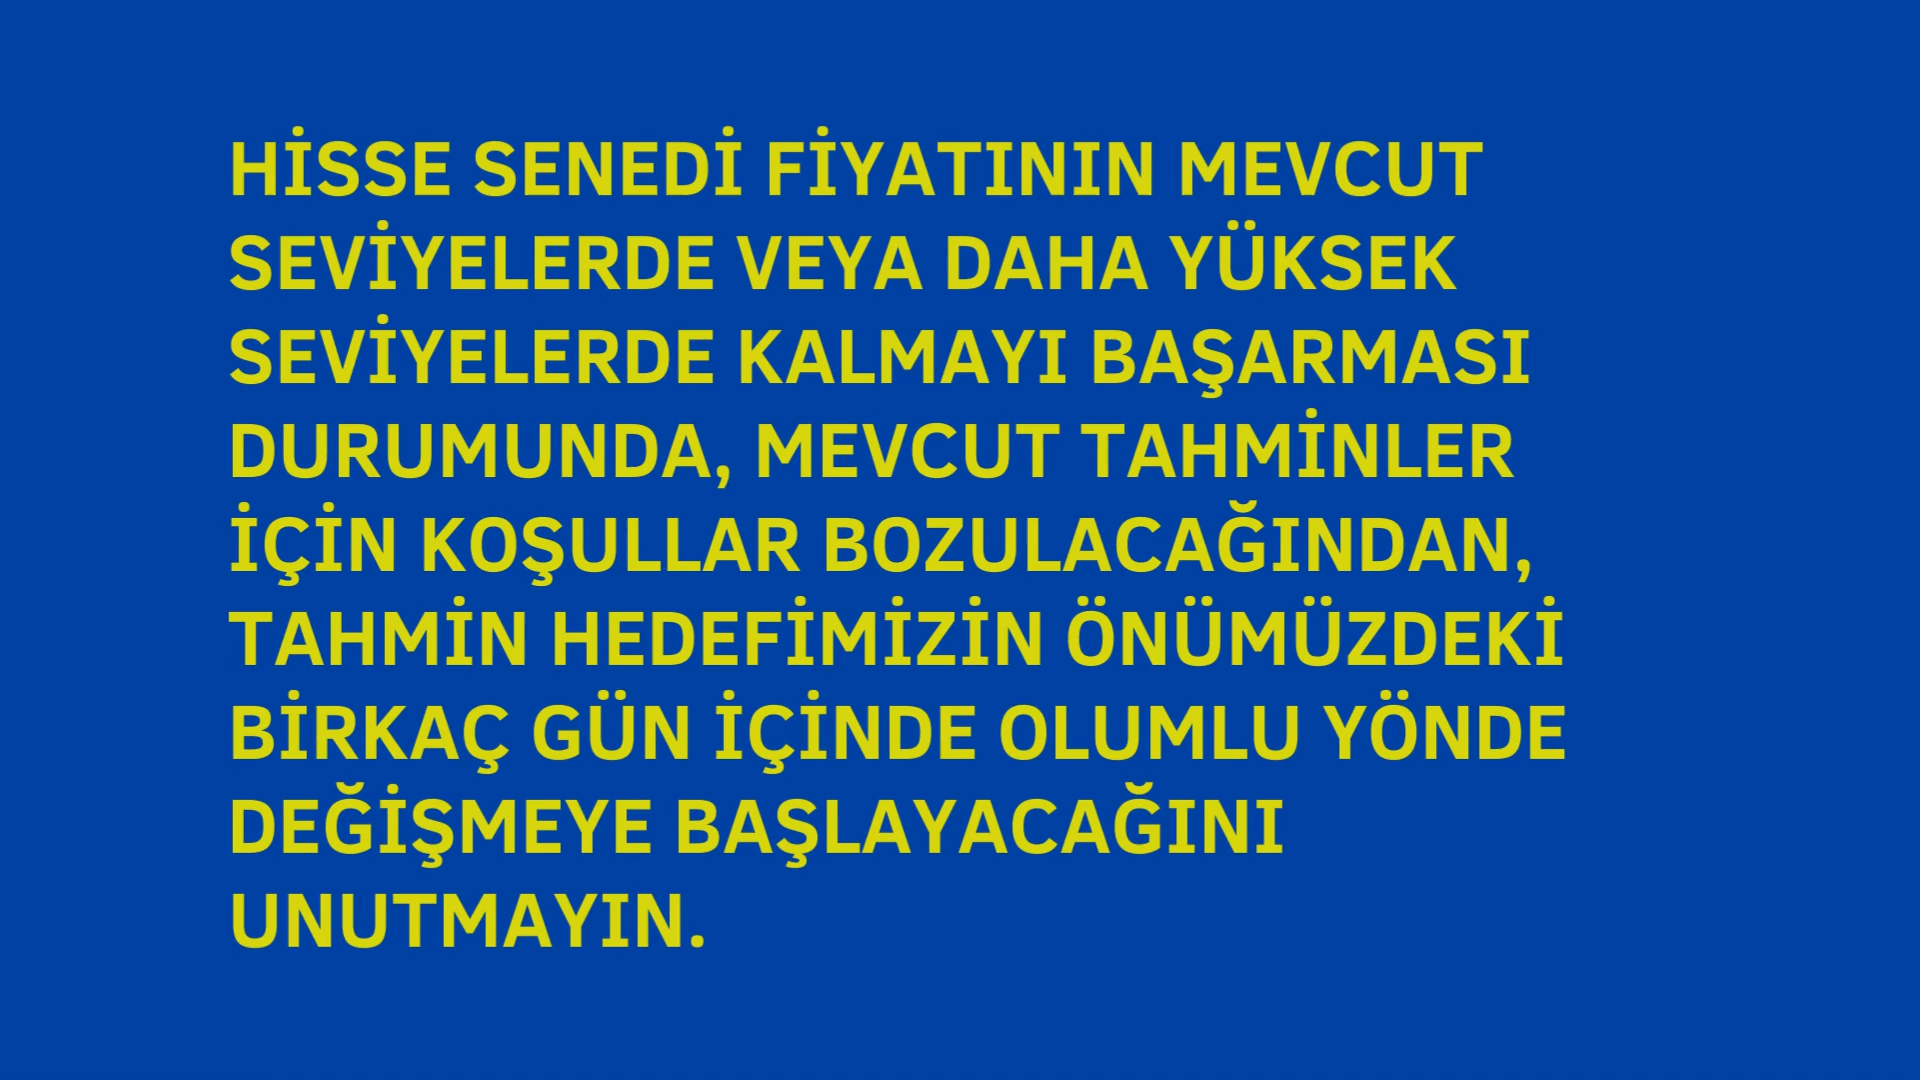 HİSSE SENEDİ FİYATININ MEVCUT
SEVİYELERDE VEYA DAHA YÜKSEK
SEVİYELERDE KALMAYI BAŞARMASI
DURUMUNDA, MEVCUT TAHMİNLER
İÇİN KOŞULLAR BOZULACAĞINDAN,
TAHMİN HEDEFİMİZİN ÖNÜMÜZDEKİ
BİRKAÇ GÜN İÇİNDE OLUMLU YÖNDE
DEĞİŞMEYE BAŞLAYACAĞINI
UNUTMAYIN.